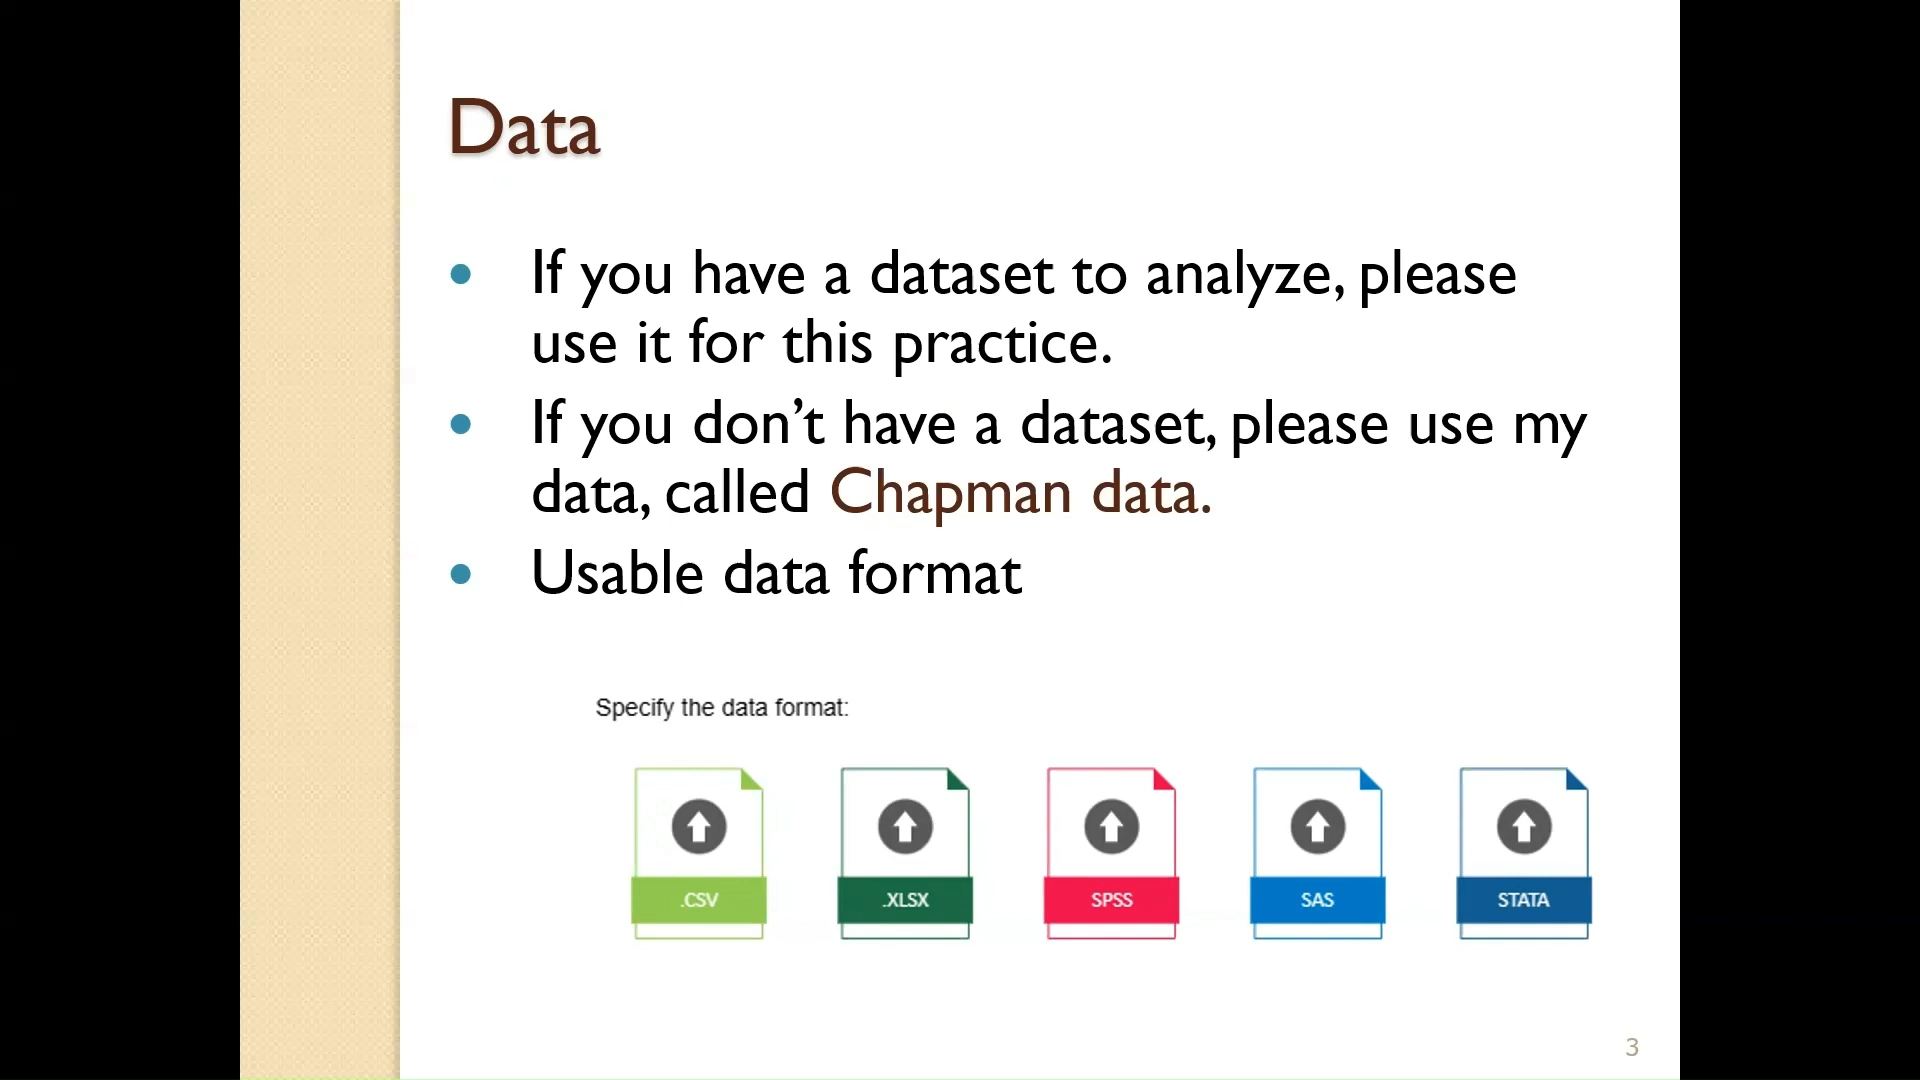 Data
• If you have a dataset to analyze, please
use it for this practice.
• If you don’t have a dataset, please use my
data, called Chapman data.
• Usable data format
Specify the data format:
.CSV .XLSX SPSS SAS STATA
3